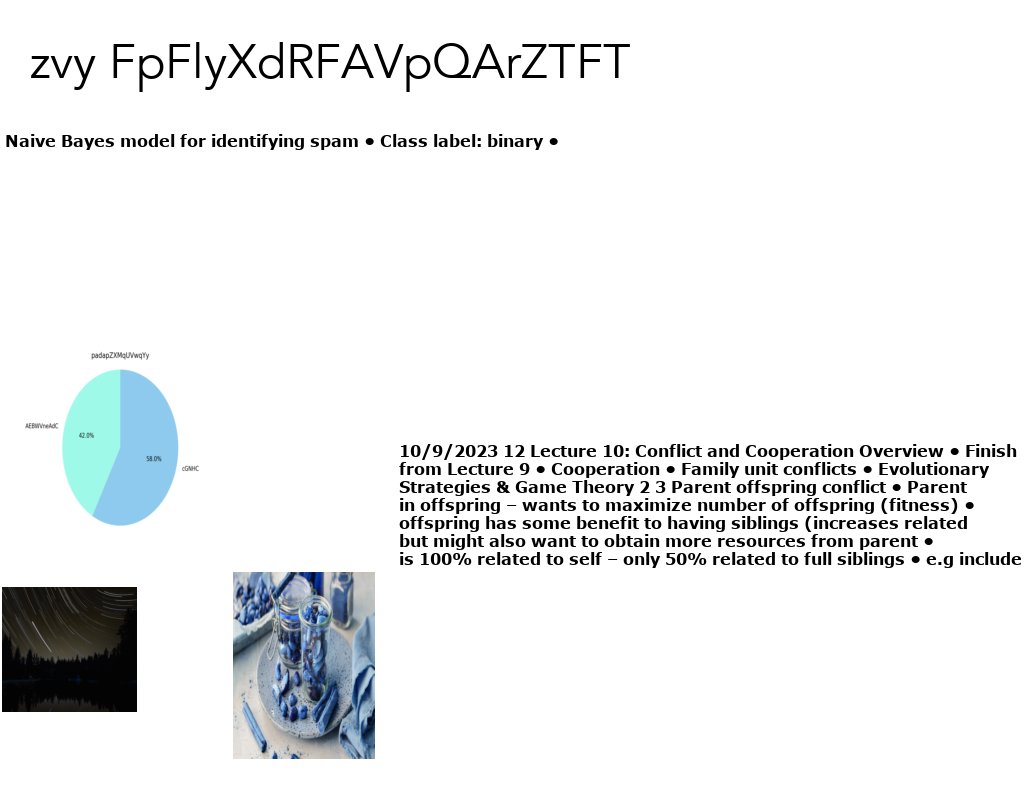 zvy FpFlyXdRFAVpQArZTFT
Naive Bayes model for identifying spam ● Class label: binary ●
padapZXMqUVwqYy
AEBWVneAdC
42.0%
58.0%
cGNHC
10/9/2023 12 Lecture 10: Conflict and Cooperation Overview ● Finish
from Lecture 9 ● Cooperation ● Family unit conflicts ● Evolutionary
Strategies & Game Theory 2 3 Parent offspring conflict ● Parent
in offspring – wants to maximize number of offspring (fitness) ●
offspring has some benefit to having siblings (increases related
but might also want to obtain more resources from parent ●
is 100% related to self – only 50% related to full siblings ● e.g include